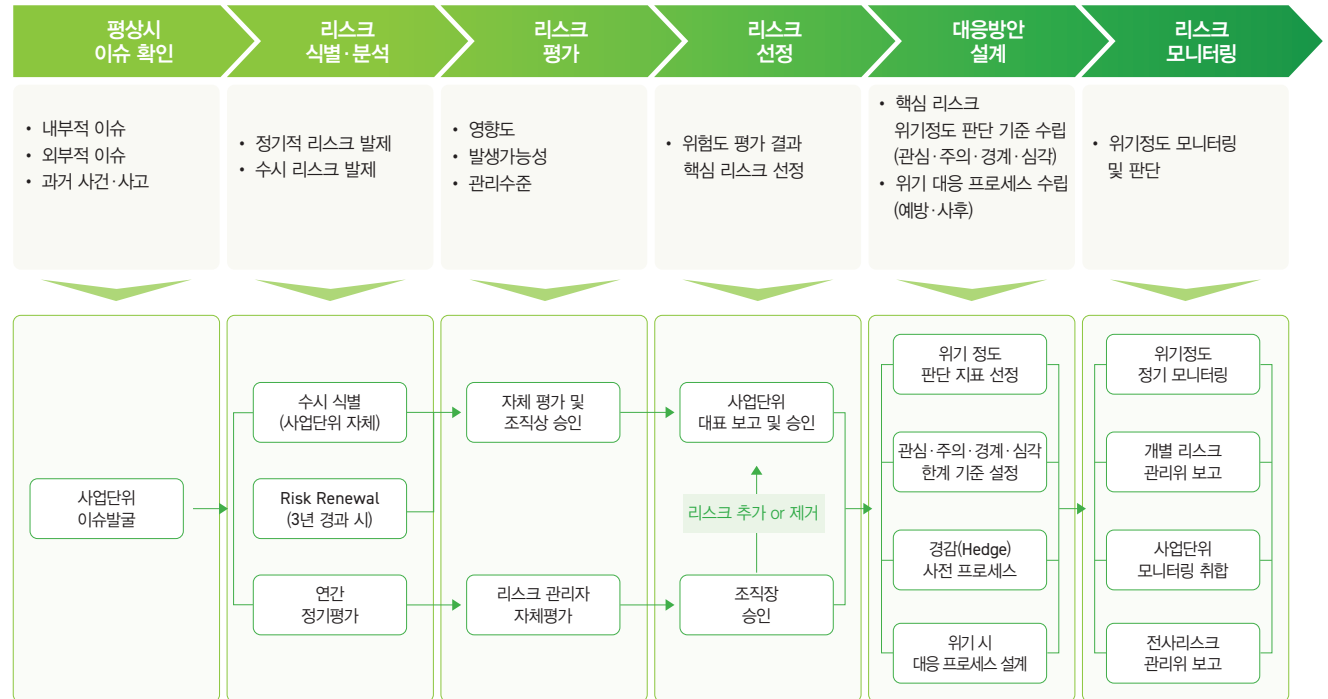 평상시
이슈 확인
리스크
식별·분석
리스크
평가
리스크
선정
대응방안
설계
리스크
모니터링
• 내부적 이슈
• 외부적 이슈
• 과거 사건·사고
• 정기적 리스크 발제
• 수시 리스크 발제
• 영향도
• 발생가능성
• 관리수준
• 위험도 평가 결과
핵심 리스크 선정
• 핵심 리스크
위기정도 판단 기준 수립
(관심·주의·경계·심각)
• 위기 대응 프로세스 수립
(예방·사후)
• 위기정도 모니터링
및 판단
사업단위
이슈발굴
수시 식별
(사업단위 자체)
Risk Renewal
(3년 경과 시)
연간
정기평가
자체 평가 및
조직상 승인
리스크 관리자
자체평가
사업단위
대표 보고 및 승인
리스크 추가 or 제거
조직장
승인
위기 정도
판단 지표 선정
관심·주의·경계·심각
한계 기준 설정
경감(Hedge)
사전 프로세스
위기 시
대응 프로세스 설계
위기정도
정기 모니터링
개별 리스크
관리위 보고
사업단위
모니터링 취합
전사리스크
관리위 보고